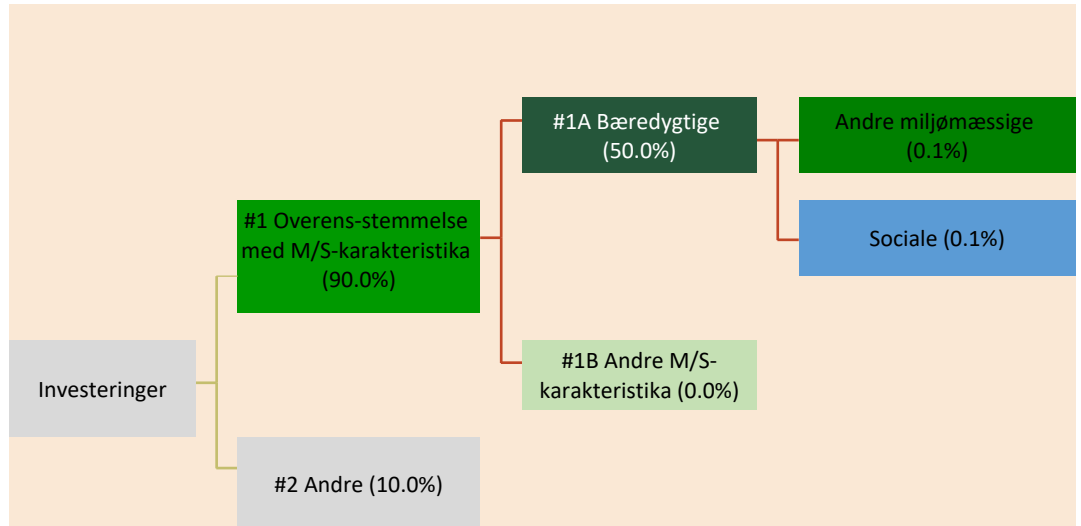 #1A Bæredygtige
(50.0%)
Andre miljømæssige
(0.1%)
#1 Overens-stemmelse
med M/S-karakteristika
(90.0%)
Sociale (0.1%)
#1B Andre M/S-
karakteristika (0.0%)
Investeringer
#2 Andre (10.0%)